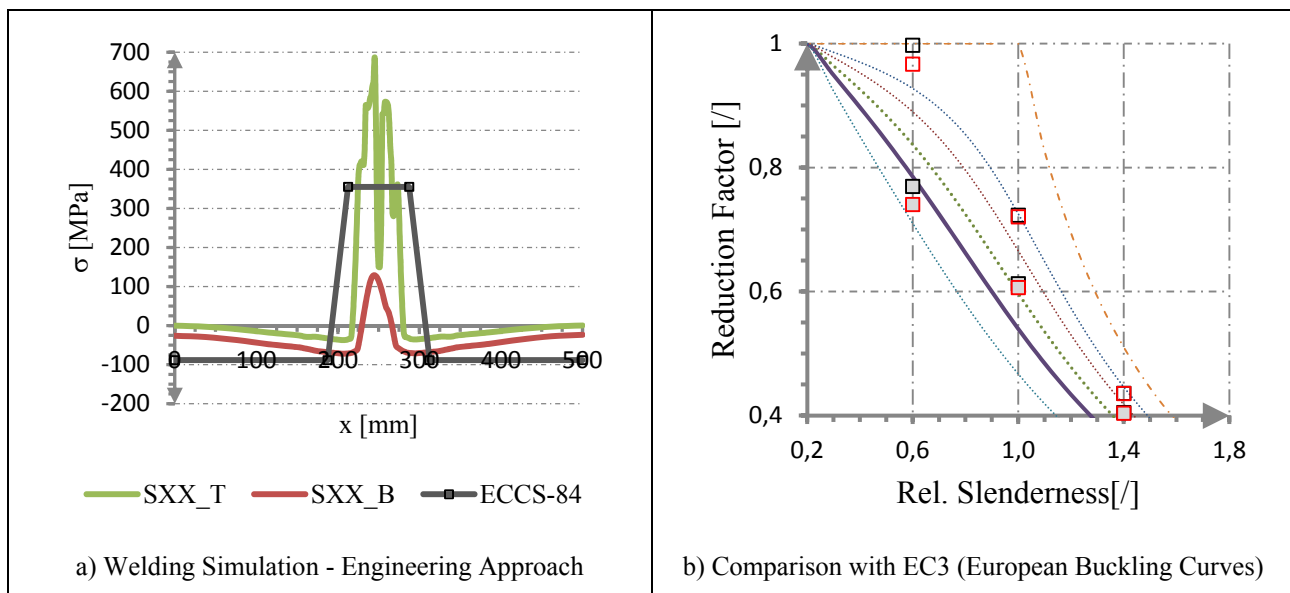 700
600
500
400
300
200
100
0
-100
-200
σ [MPa]
0 100 200 300 400 500
x [mm]
SXX_T SXX_B ECCS-84
a) Welding Simulation - Engineering Approach
1
0,8
0,6
0,4
Reduction Factor [/]
0,2 0,6 1,0 1,4 1,8
Rel. Slenderness[/]
b) Comparison with EC3 (European Buckling Curves)